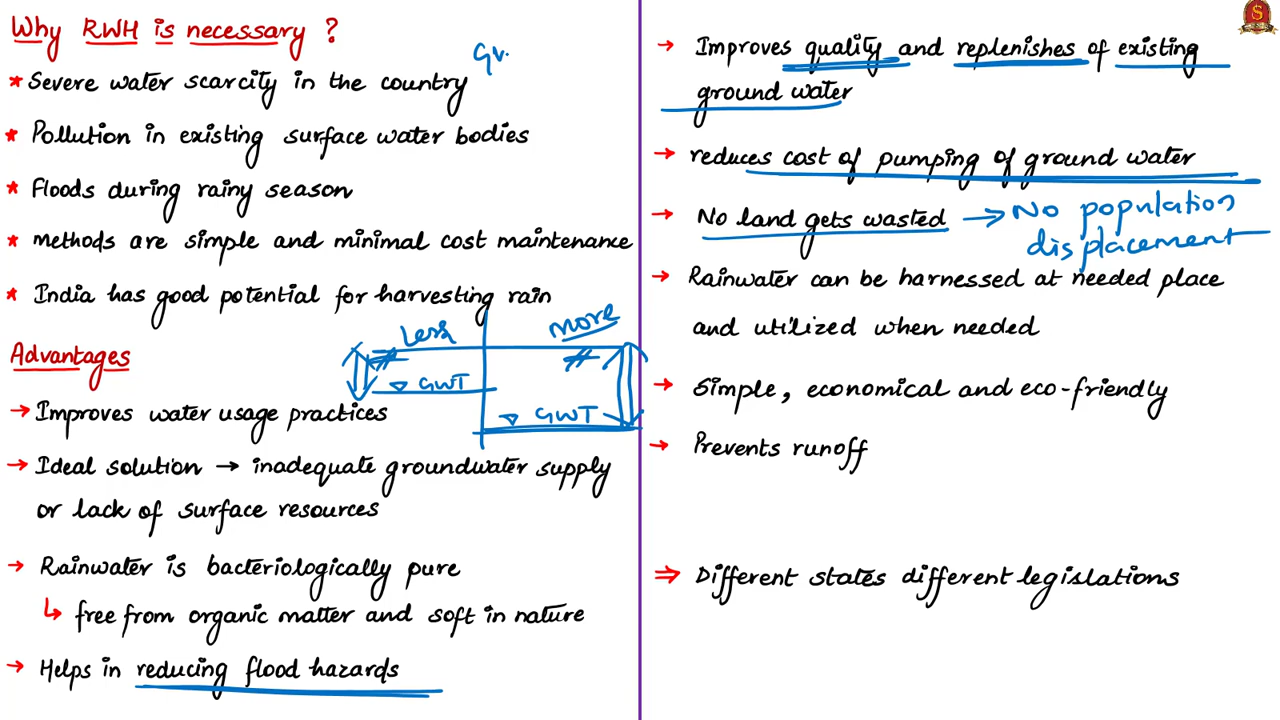 Why RWH is necessary ?
* Severe water scarcity in the country
* Pollution in existing surface water bodies
* Floods during rainy season
* methods are simple and minimal cost maintenance
* India has good potential for harvesting rain
Less
more
GWT
GWT
Advantages
→ Improves water usage practices
→ Ideal solution → inadequate groundwater supply
or lack of surface resources
→ Rainwater is bacteriologically pure
↳ free from organic matter and soft in nature
→ Helps in reducing flood hazards
→ Improves quality and replenishes of existing
ground water
→ reduces cost of pumping of ground water
→ No land gets wasted → No population
displacement
→ Rainwater can be harnessed at needed place
and utilized when needed
→ Simple, economical and eco-friendly
→ Prevents runoff
⇒ Different states different legislations
S